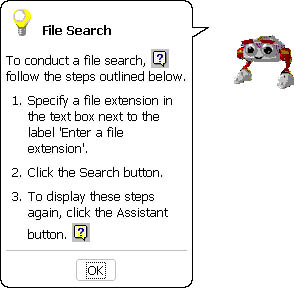 File Search
To conduct a file search,
follow the steps outlined below.
1. Specify a file extension in
the text box next to the
label 'Enter a file
extension'.
2. Click the Search button.
3. To display these steps
again, click the Assistant
button.
OK